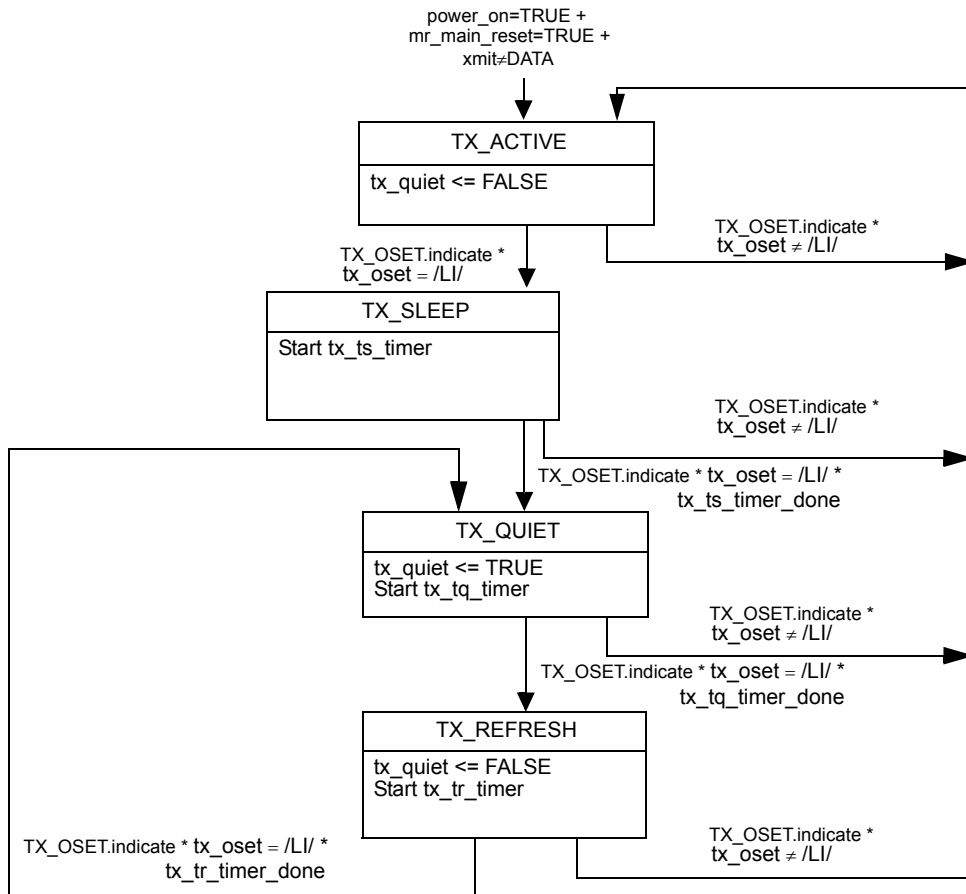 power_on=TRUE +
mr_main_reset=TRUE +
xmit≠DATA
TX_ACTIVE
tx_quiet <= FALSE
TX_OSET.indicate *
tx_oset ≠ /LI/
TX_OSET.indicate *
tx_oset = /LI/
TX_SLEEP
Start tx_ts_timer
TX_OSET.indicate *
tx_oset ≠ /LI/
TX_OSET.indicate * tx_oset = /LI/ *
tx_ts_timer_done
TX_QUIET
tx_quiet <= TRUE
Start tx_tq_timer
TX_OSET.indicate *
tx_oset ≠ /LI/
TX_OSET.indicate * tx_oset = /LI/ *
tx_tq_timer_done
TX_REFRESH
tx_quiet <= FALSE
Start tx_tr_timer
TX_OSET.indicate *
tx_oset ≠ /LI/
TX_OSET.indicate * tx_oset = /LI/ *
tx_tr_timer_done